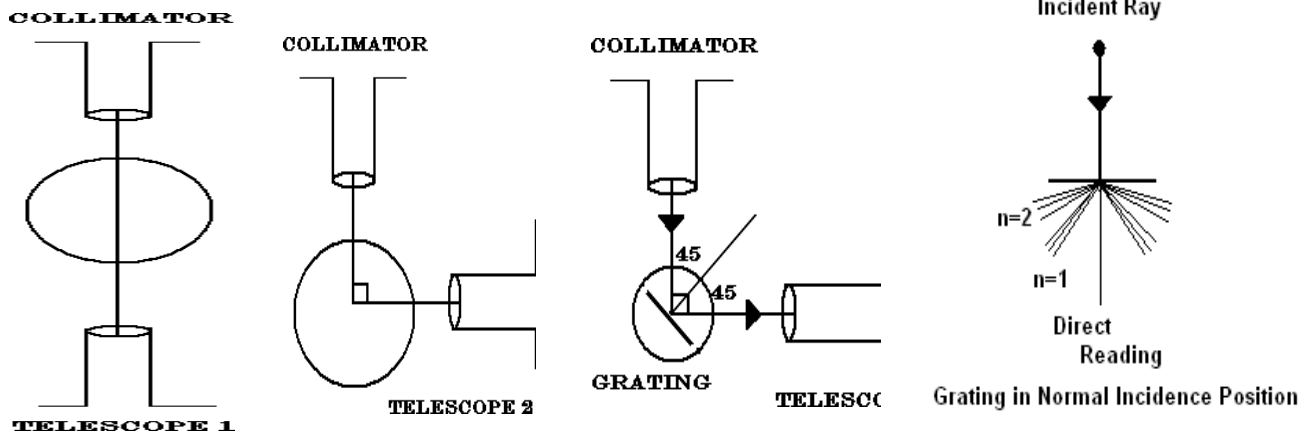 COLLIMATOR
TELESCOPE 1
COLLIMATOR
TELESCOPE 2
COLLIMATOR
45
45
GRATING
TELESC
Incident Ray
n=2
n=1
Direct
Reading
Grating in Normal Incidence Position